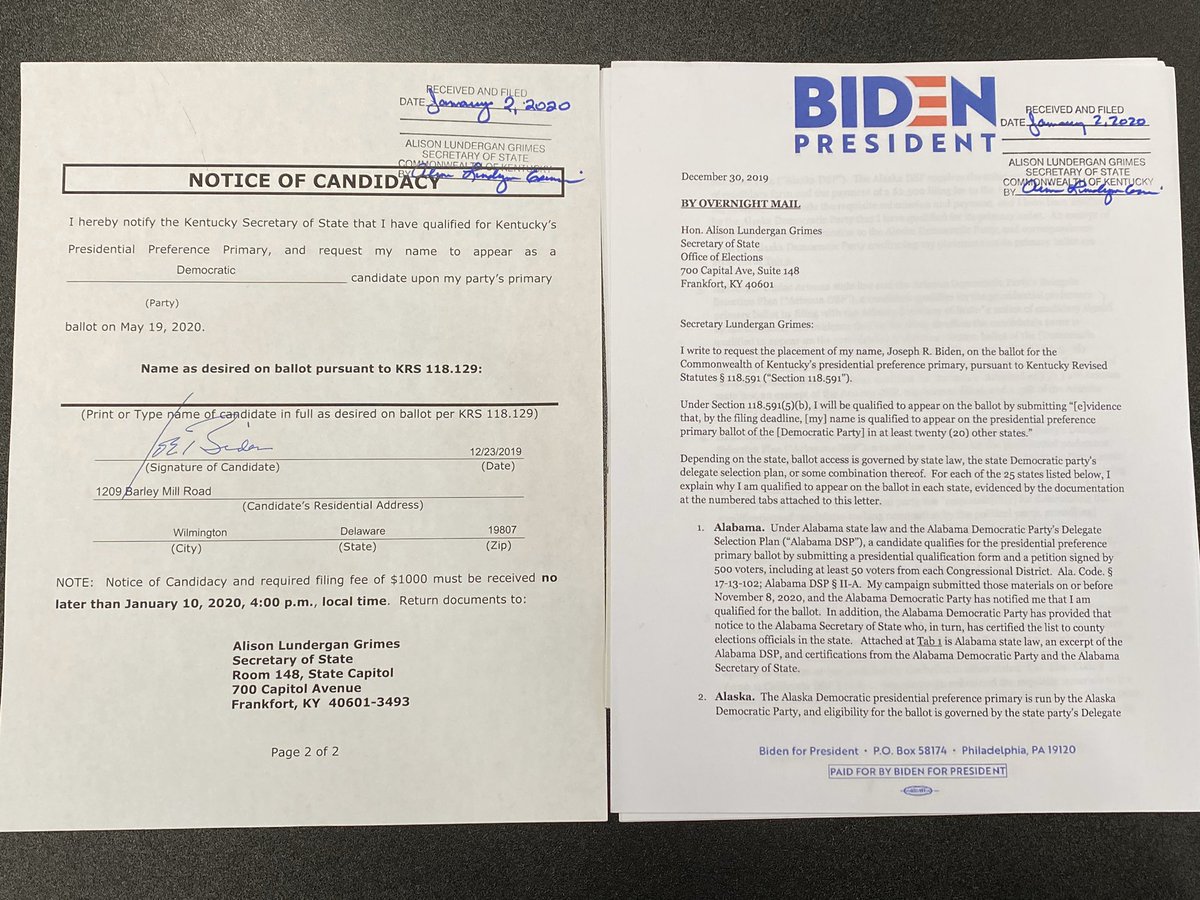 RECEIVED AND FILED
DATE January 2, 2020
ALISON LUNDERGAN GRIMES
SECRETARY OF STATE
COMMONWEALTH OF KENTUCKY
BY Alison Lundergan Grimes
NOTICE OF CANDIDACY
I hereby notify the Kentucky Secretary of State that I have qualified for Kentucky's
Presidential Preference Primary, and request my name to appear as a
Democratic
candidate upon my party's primary
(Party)
ballot on May 19, 2020.
Name as desired on ballot pursuant to KRS 118.129:
(Print or Type name of candidate in full as desired on ballot per KRS 118.129)
12/23/2019
(Signature of Candidate)
(Date)
1209 Barley Mill Road
(Candidate's Residential Address)
Wilmington Delaware 19807
(City) (State) (Zip)
NOTE: Notice of Candidacy and required filing fee of $1000 must be received no
later than January 10, 2020, 4:00 p.m., local time. Return documents to:
Alison Lundergan Grimes
Secretary of State
Room 148, State Capitol
700 Capitol Avenue
Frankfort, KY 40601-3493
Page 2 of 2
BIDEN
PRESIDENT
RECEIVED AND FILED
DATE January 2, 2020
ALISON LUNDERGAN GRIMES
SECRETARY OF STATE
COMMONWEALTH OF KENTUCKY
BY Alison Lundergan Grimes
December 30, 2019
BY OVERNIGHT MAIL
Hon. Alison Lundergan Grimes
Secretary of State
Office of Elections
700 Capital Ave, Suite 148
Frankfort, KY 40601
Secretary Lundergan Grimes:
I write to request the placement of my name, Joseph R. Biden, on the ballot for the
Commonwealth of Kentucky's presidential preference primary, pursuant to Kentucky Revised
Statutes § 118.591 ("Section 118.591").
Under Section 118.591(5)(b), I will be qualified to appear on the ballot by submitting "[e]vidence
that, by the filing deadline, [my] name is qualified to appear on the presidential preference
primary ballot of the [Democratic Party] in at least twenty (20) other states."
Depending on the state, ballot access is governed by state law, the state Democratic party's
delegate selection plan, or some combination thereof. For each of the 25 states listed below, I
explain why I am qualified to appear on the ballot in each state, evidenced by the documentation
at the numbered tabs attached to this letter.
1. Alabama. Under Alabama state law and the Alabama Democratic Party's Delegate
Selection Plan ("Alabama DSP"), a candidate qualifies for the presidential preference
primary ballot by submitting a presidential qualification form and a petition signed by
500 voters, including at least 50 voters from each Congressional District. Ala. Code. §
17-13-102; Alabama DSP § II-A. My campaign submitted those materials on or before
November 8, 2020, and the Alabama Democratic Party has notified me that I am
qualified for the ballot. In addition, the Alabama Democratic Party has provided that
notice to the Alabama Secretary of State who, in turn, has certified the list to county
elections officials in the state. Attached at Tab 1 is Alabama state law, an excerpt of the
Alabama DSP, and certifications from the Alabama Democratic Party and the Alabama
Secretary of State.
2. Alaska. The Alaska Democratic presidential preference primary is run by the Alaska
Democratic Party, and eligibility for the ballot is governed by the state party's Delegate
Biden for President · P.O. Box 58174 · Philadelphia, PA 19120
PAID FOR BY BIDEN FOR PRESIDENT